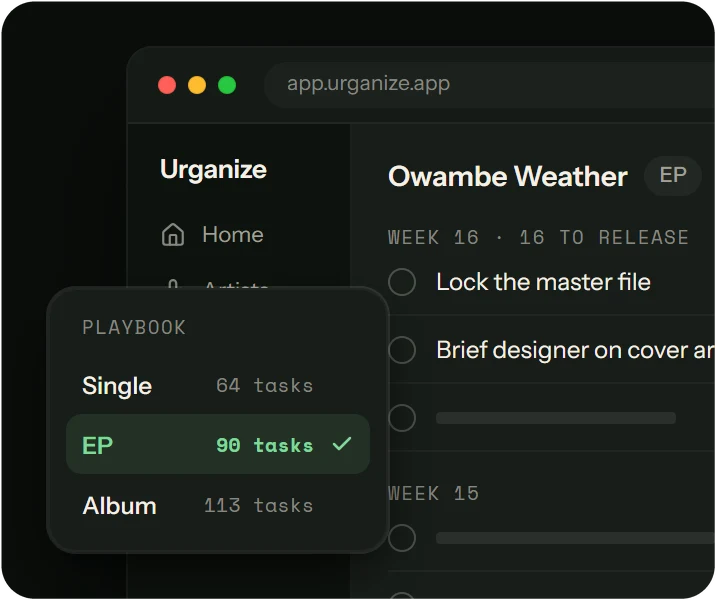 app.urganize.app
Urganize
Home
Artists
Owambe Weather EP
WEEK 16 · 16 TO RELEASE
Lock the master file
Brief designer on cover ar
WEEK 15
PLAYBOOK
Single 64 tasks
EP 90 tasks
Album 113 tasks